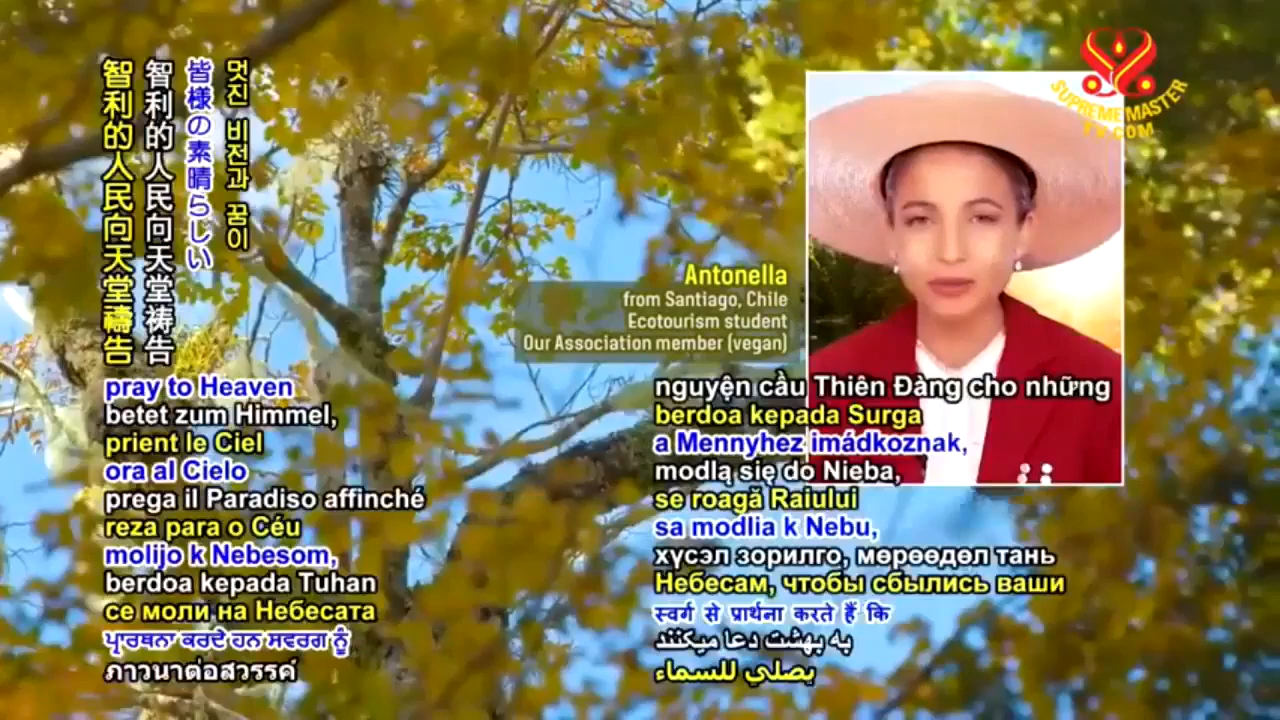 SUPREME MASTER
TV.COM
멋진 비전과 꿈이
皆様の素晴らしい
智利的人民向天堂祷告
智利的人民向天堂禱告
Antonella
from Santiago, Chile
Ecotourism student
Our Association member (vegan)
pray to Heaven
betet zum Himmel,
prient le Ciel
ora al Cielo
prega il Paradiso affinché
reza para o Céu
molijo k Nebesom,
berdoa kepada Tuhan
се моли на Небесата
ਪ੍ਰਾਰਥਨਾ ਕਰਦੇ ਹਨ ਸਵਰਗ ਨੂੰ
ภาวนาต่อสวรรค์
nguyện cầu Thiên Đàng cho những
berdoa kepada Surga
a Mennyhez imádkoznak,
modlą się do Nieba,
se roagă Raiului
sa modlia k Nebu,
хүсэл зорилго, мөрөөдөл тань
Небесам, чтобы сбылись ваши
स्वर्ग से प्रार्थना करते हैं कि
به بهشت دعا میکنند
يصلي للسماء